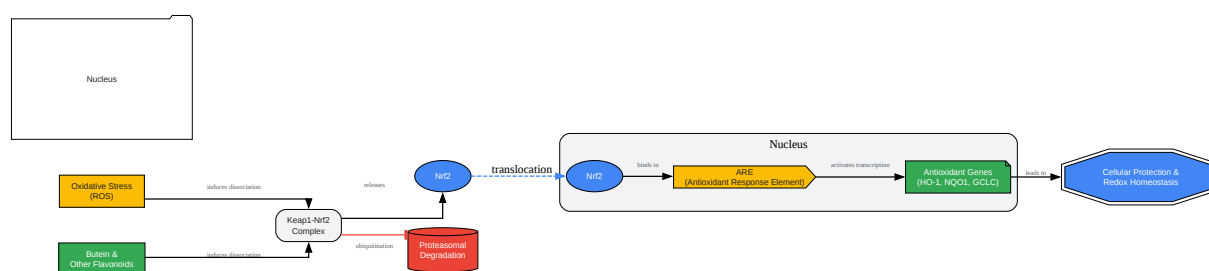 Nucleus
Oxidative Stress
(ROS)
induces dissociation
Butein &
Other Flavonoids
induces dissociation
Keap1-Nrf2
Complex
releases
ubiquitination
Nrf2
Proteasomal
Degradation
translocation
Nucleus
Nrf2
binds to
ARE
(Antioxidant Response Element)
activates transcription
Antioxidant Genes
(HO-1, NQO1, GCLC)
leads to
Cellular Protection &
Redox Homeostasis